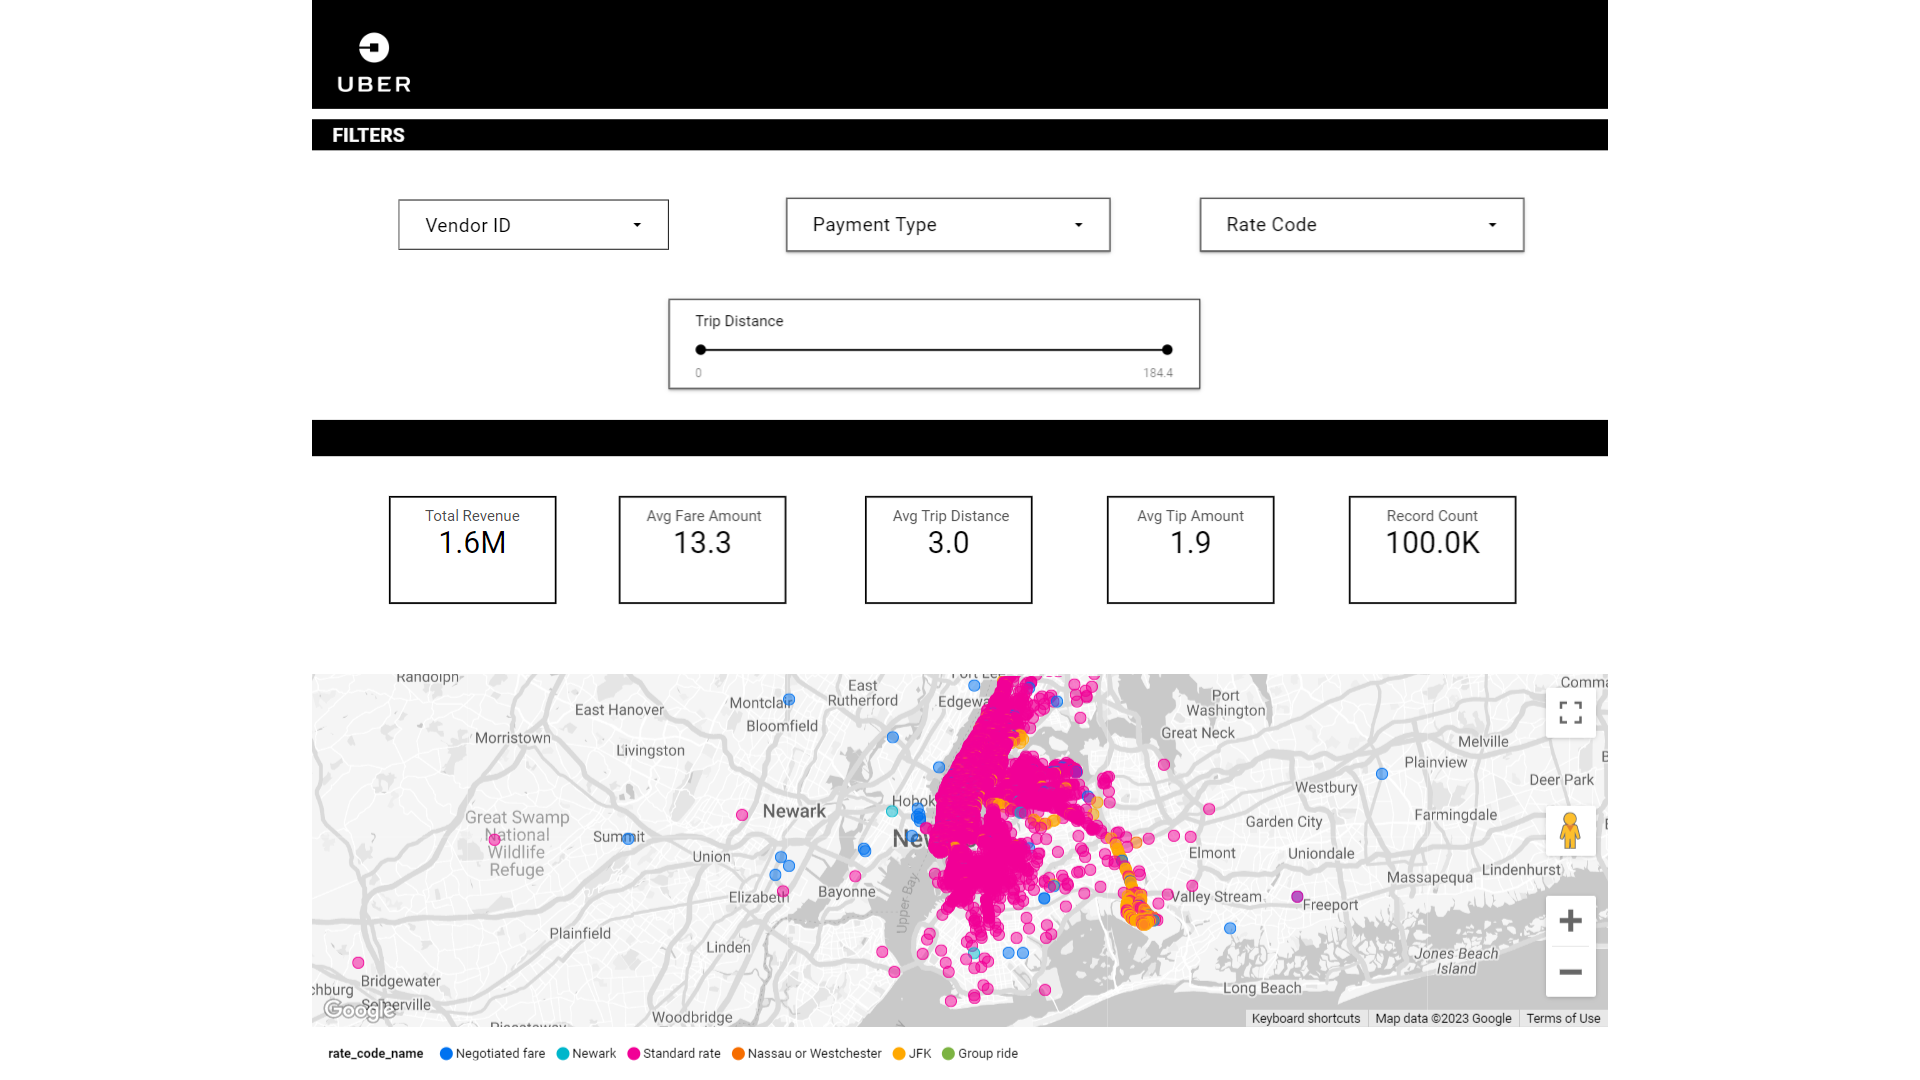 UBER
FILTERS
Vendor ID
Payment Type
Rate Code
Trip Distance
0
184.4
Total Revenue
1.6M
Avg Fare Amount
13.3
Avg Trip Distance
3.0
Avg Tip Amount
1.9
Record Count
100.0K
Randolph
East Hanover
Montclair
East
Rutherford
Edgewa
Port
Washington
Bloomfield
Morristown
Livingston
Great Neck
Melville
Plainview
Deer Park
Westbury
Newark
Hobok
Great Swamp
National
Wildlife
Refuge
Summit
Garden City
Farmingdale
New
Union
Elmont
Uniondale
Lindenhurst
Massapequa
Elizabeth
Bayonne
Upper Bay
Valley Stream
Freeport
Plainfield
Linden
Jones Beach
Island
Bridgewater
Somerville
Long Beach
Woodbridge
Google
Keyboard shortcuts
Map data ©2023 Google
Terms of Use
rate_code_name
Negotiated fare
Newark
Standard rate
Nassau or Westchester
JFK
Group ride